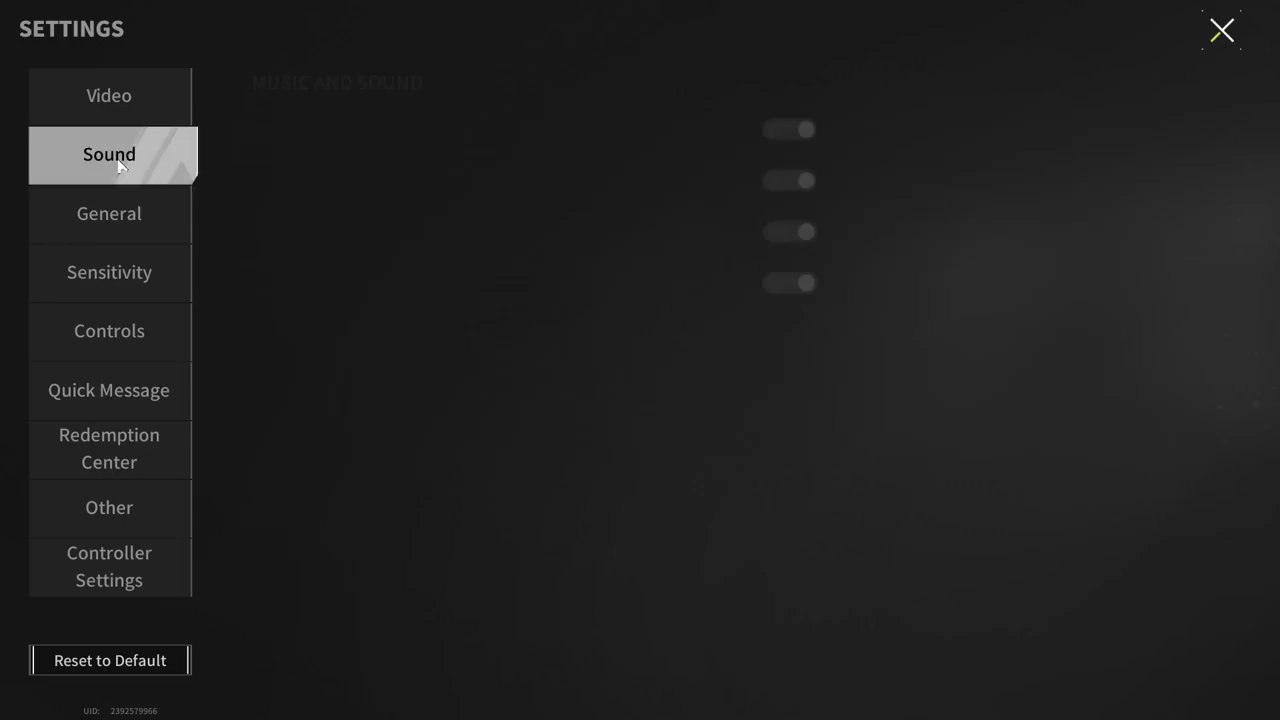 SETTINGS
Video
MUSIC AND SOUND
Sound
General
Sensitivity
Controls
Quick Message
Redemption
Center
Other
Controller
Settings
Reset to Default
UID: 2392579966